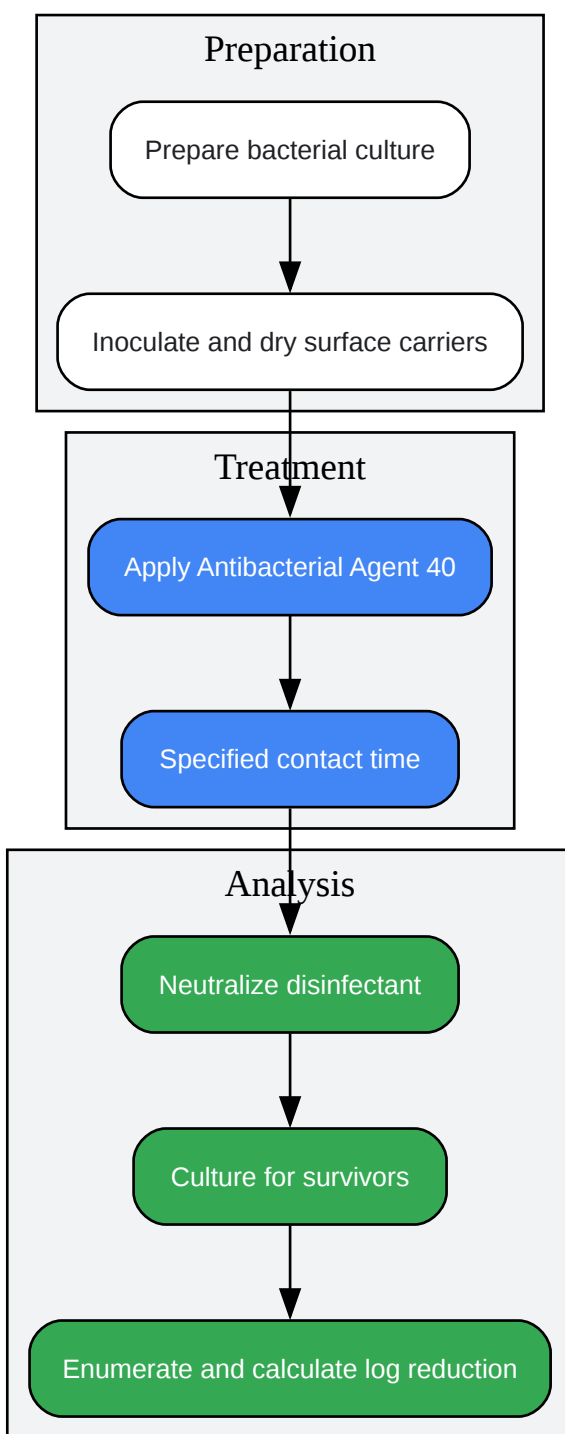 Preparation
Prepare bacterial culture
Inoculate and dry surface carriers
Treatment
Apply Antibacterial Agent 40
Specified contact time
Analysis
Neutralize disinfectant
Culture for survivors
Enumerate and calculate log reduction